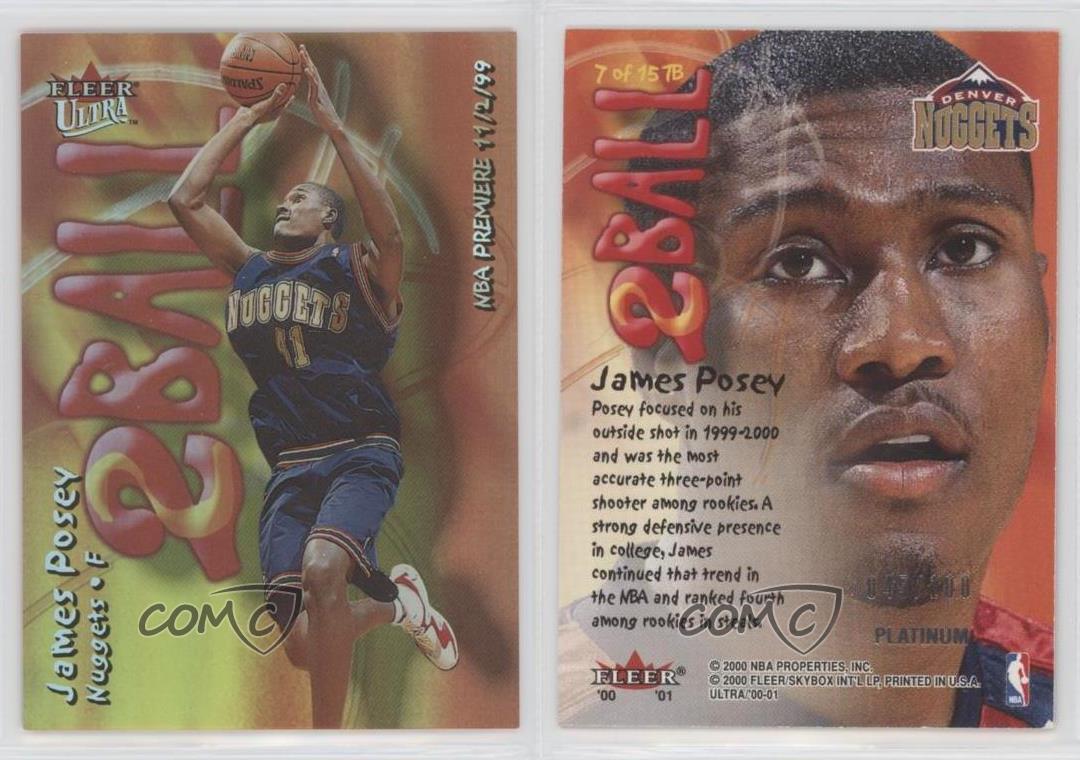 FLEER
ULTRA™
2BALL
NBA PREMIERE 11/2/99
SPALDING
NUGGETS
41
James Posey
Nuggets • F
COMC
7 of 15 TB
2BALL
DENVER
NUGGETS
James Posey
Posey focused on his
outside shot in 1999-2000
and was the most
accurate three-point
shooter among rookies. A
strong defensive presence
in college, James
continued that trend in
the NBA and ranked fourth
among rookies in steals.
COMC
PLATINUM
FLEER®
'00 '01
© 2000 NBA PROPERTIES, INC.
© 2000 FLEER/SKYBOX INT'L LP, PRINTED IN U.S.A.
ULTRA/'00-01
NBA